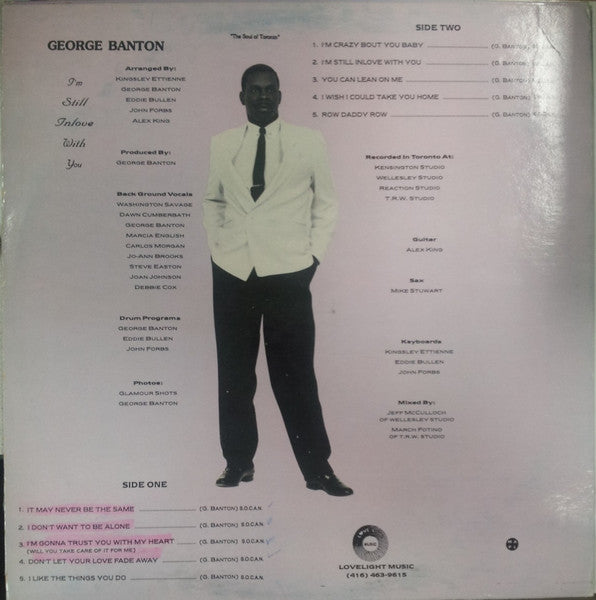 GEORGE BANTON
"The Soul of Toronto"
I'm
Still
Inlove
With
You
Arranged By:
KINGSLEY ETTIENNE
GEORGE BANTON
EDDIE BULLEN
JOHN FORBS
ALEX KING
Produced By:
GEORGE BANTON
Back Ground Vocals
WASHINGTON SAVAGE
DAWN CUMBERBATH
GEORGE BANTON
MARCIA ENGLISH
CARLOS MORGAN
JO-ANN BROOKS
STEVE EASTON
JOAN JOHNSON
DEBBIE COX
Drum Programs
GEORGE BANTON
EDDIE BULLEN
JOHN FORBS
Photos:
GLAMOUR SHOTS
GEORGE BANTON
SIDE ONE
1. IT MAY NEVER BE THE SAME (G. BANTON) S.O.C.A.N.
2. I DON'T WANT TO BE ALONE (G. BANTON) S.O.C.A.N.
3. I'M GONNA TRUST YOU WITH MY HEART (G. BANTON) S.O.C.A.N.
(WILL YOU TAKE CARE OF IT FOR ME)
4. DON'T LET YOUR LOVE FADE AWAY (G. BANTON) S.O.C.A.N.
5. I LIKE THE THINGS YOU DO (G. BANTON) S.O.C.A.N.
SIDE TWO
1. I'M CRAZY BOUT YOU BABY (G. BANTON)
2. I'M STILL INLOVE WITH YOU (G. BANTON)
3. YOU CAN LEAN ON ME (G. BANTON)
4. I WISH I COULD TAKE YOU HOME (G. BANTON)
5. ROW DADDY ROW (G. BANTON)
Recorded In Toronto At:
KENSINGTON STUDIO
WELLESLEY STUDIO
REACTION STUDIO
T.R.W. STUDIO
Guitar
ALEX KING
Sax
MIKE STUWART
Keyboards
KINGSLEY ETTIENNE
EDDIE BULLEN
JOHN FORBS
Mixed By:
JEFF MCCULLOCH
OF WELLESLEY STUDIO
MARCH FOTINO
OF T.R.W. STUDIO
MUSIC
LOVELIGHT MUSIC
(416) 463-9615